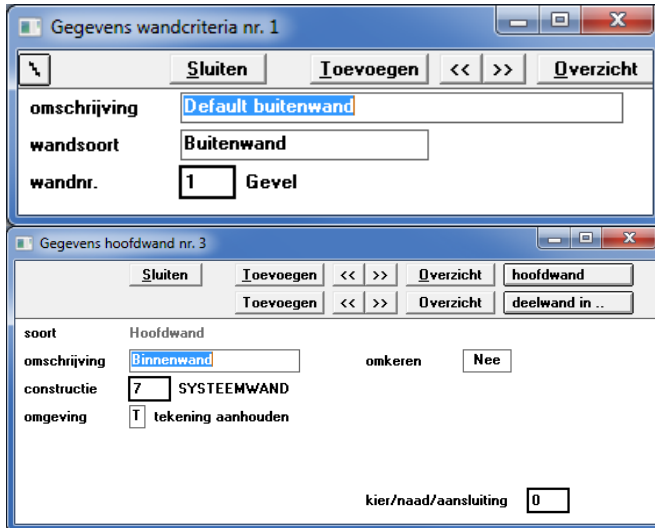 Gegevens wandcriteria nr. 1
Sluiten Toevoegen << >> Overzicht
omschrijving Default buitenwand
wandsoort Buitenwand
wandnr. 1 Gevel
Gegevens hoofdwand nr. 3
Sluiten Toevoegen << >> Overzicht hoofdwand
Toevoegen << >> Overzicht deelwand in ..
soort Hoofdwand
omschrijving Binnenwand omkeren Nee
constructie 7 SYSTEEMWAND
omgeving T tekening aanhouden
kier/naad/aansluiting 0